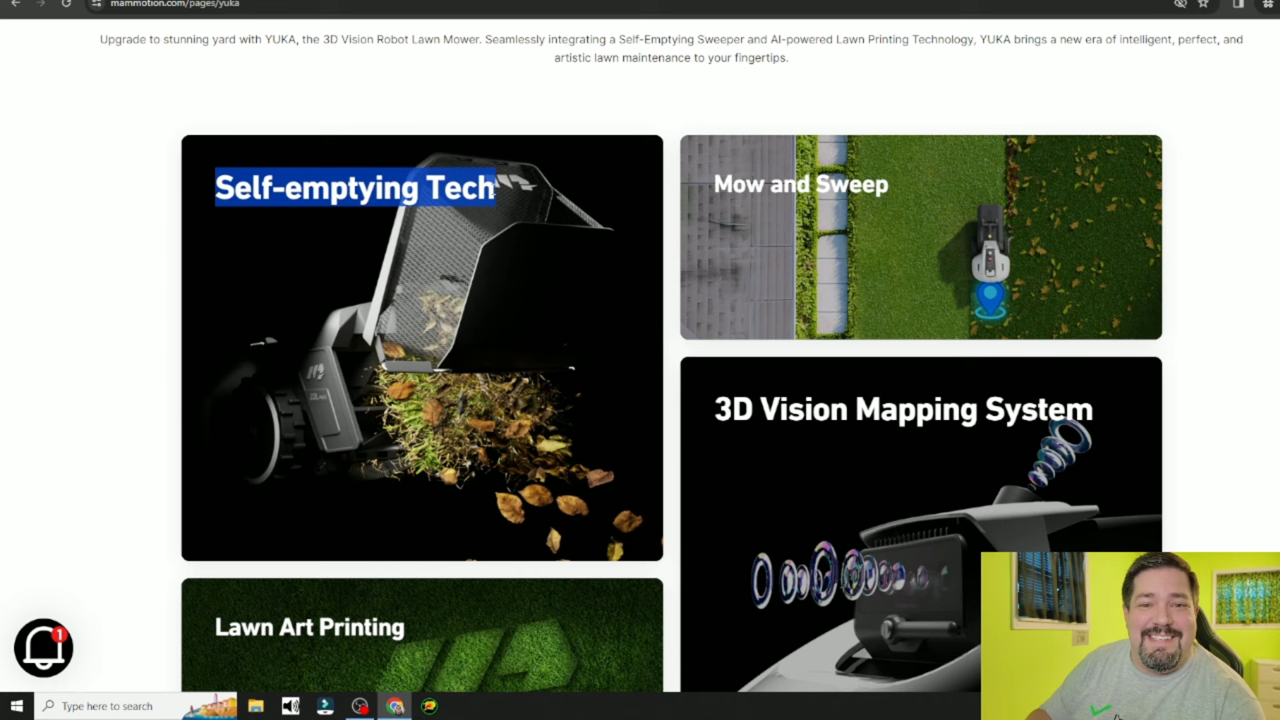 mammotion.com/pages/yuka
Upgrade to stunning yard with YUKA, the 3D Vision Robot Lawn Mower. Seamlessly integrating a Self-Emptying Sweeper and AI-powered Lawn Printing Technology, YUKA brings a new era of intelligent, perfect, and
artistic lawn maintenance to your fingertips.
Self-emptying Tech
Mow and Sweep
3D Vision Mapping System
Lawn Art Printing
1
Type here to search